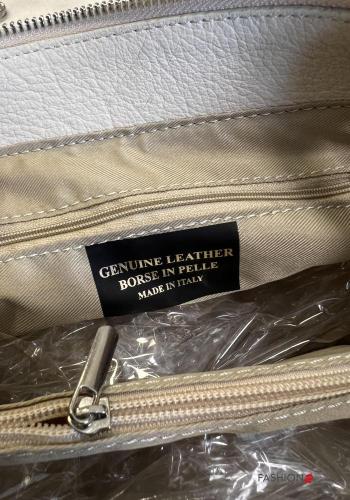 GENUINE LEATHER
BORSE IN PELLE
MADE IN ITALY
FASHION